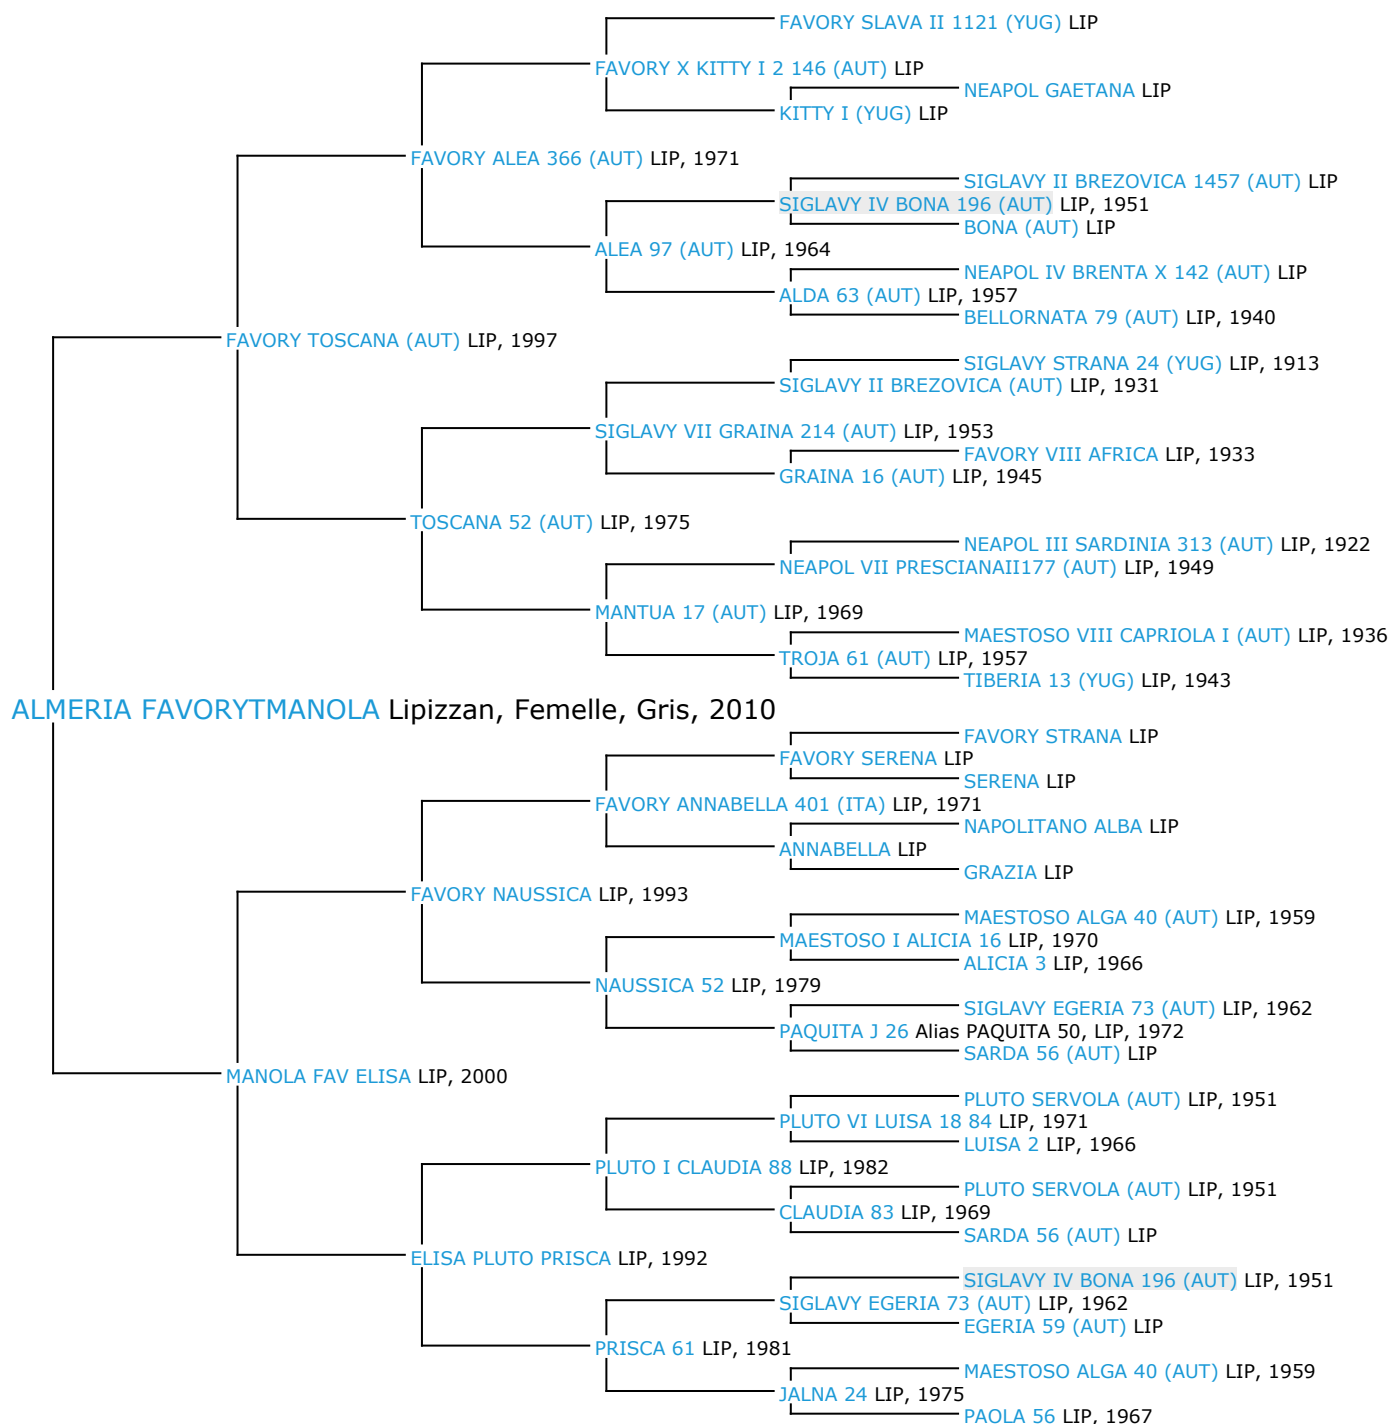 FAVORY SLAVA II 1121 (YUG) LIP
FAVORY X KITTY I 2 146 (AUT) LIP
NEAPOL GAETANA LIP
KITTY I (YUG) LIP
FAVORY ALEA 366 (AUT) LIP, 1971
SIGLAVY II BREZOVICA 1457 (AUT) LIP
SIGLAVY IV BONA 196 (AUT) LIP, 1951
BONA (AUT) LIP
ALEA 97 (AUT) LIP, 1964
NEAPOL IV BRENTA X 142 (AUT) LIP
ALDA 63 (AUT) LIP, 1957
BELLORNATA 79 (AUT) LIP, 1940
FAVORY TOSCANA (AUT) LIP, 1997
SIGLAVY STRANA 24 (YUG) LIP, 1913
SIGLAVY II BREZOVICA (AUT) LIP, 1931
SIGLAVY VII GRAINA 214 (AUT) LIP, 1953
FAVORY VIII AFRICA LIP, 1933
GRAINA 16 (AUT) LIP, 1945
TOSCANA 52 (AUT) LIP, 1975
NEAPOL III SARDINIA 313 (AUT) LIP, 1922
NEAPOL VII PRESCIANAII177 (AUT) LIP, 1949
MANTUA 17 (AUT) LIP, 1969
MAESTOSO VIII CAPRIOLA I (AUT) LIP, 1936
TROJA 61 (AUT) LIP, 1957
TIBERIA 13 (YUG) LIP, 1943
ALMERIA FAVORYTMANOLA Lipizzan, Femelle, Gris, 2010
FAVORY STRANA LIP
FAVORY SERENA LIP
SERENA LIP
FAVORY ANNABELLA 401 (ITA) LIP, 1971
NAPOLITANO ALBA LIP
ANNABELLA LIP
GRAZIA LIP
FAVORY NAUSSICA LIP, 1993
MAESTOSO ALGA 40 (AUT) LIP, 1959
MAESTOSO I ALICIA 16 LIP, 1970
ALICIA 3 LIP, 1966
NAUSSICA 52 LIP, 1979
SIGLAVY EGERIA 73 (AUT) LIP, 1962
PAQUITA J 26 Alias PAQUITA 50, LIP, 1972
SARDA 56 (AUT) LIP
MANOLA FAV ELISA LIP, 2000
PLUTO SERVOLA (AUT) LIP, 1951
PLUTO VI LUISA 18 84 LIP, 1971
LUISA 2 LIP, 1966
PLUTO I CLAUDIA 88 LIP, 1982
PLUTO SERVOLA (AUT) LIP, 1951
CLAUDIA 83 LIP, 1969
SARDA 56 (AUT) LIP
ELISA PLUTO PRISCA LIP, 1992
SIGLAVY IV BONA 196 (AUT) LIP, 1951
SIGLAVY EGERIA 73 (AUT) LIP, 1962
EGERIA 59 (AUT) LIP
PRISCA 61 LIP, 1981
MAESTOSO ALGA 40 (AUT) LIP, 1959
JALNA 24 LIP, 1975
PAOLA 56 LIP, 1967